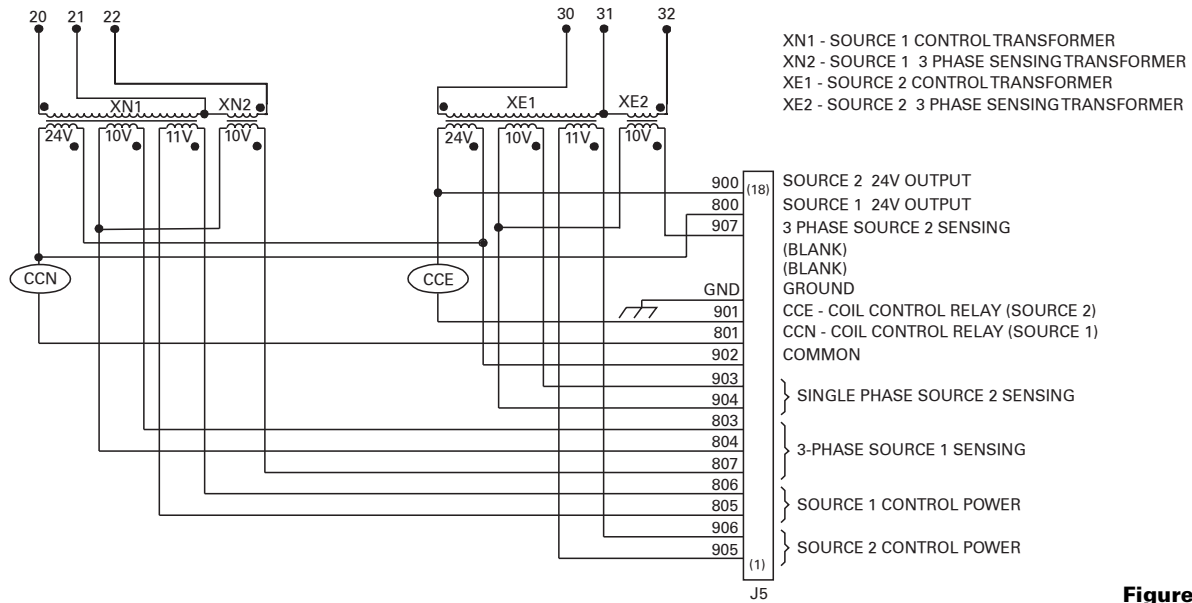 20 21 22 30 31 32
XN1 - SOURCE 1 CONTROL TRANSFORMER
XN2 - SOURCE 1 3 PHASE SENSING TRANSFORMER
XE1 - SOURCE 2 CONTROL TRANSFORMER
XE2 - SOURCE 2 3 PHASE SENSING TRANSFORMER
XN1 XN2 XE1 XE2
24V 10V 11V 10V 24V 10V 11V 10V
900 (18) SOURCE 2 24V OUTPUT
800 SOURCE 1 24V OUTPUT
907 3 PHASE SOURCE 2 SENSING
(BLANK)
(BLANK)
CCN CCE
GND GROUND
901 CCE - COIL CONTROL RELAY (SOURCE 2)
801 CCN - COIL CONTROL RELAY (SOURCE 1)
902 COMMON
903
904
SINGLE PHASE SOURCE 2 SENSING
803
804
807
3-PHASE SOURCE 1 SENSING
806
805
SOURCE 1 CONTROL POWER
906
905
SOURCE 2 CONTROL POWER
(1)
J5
Figure